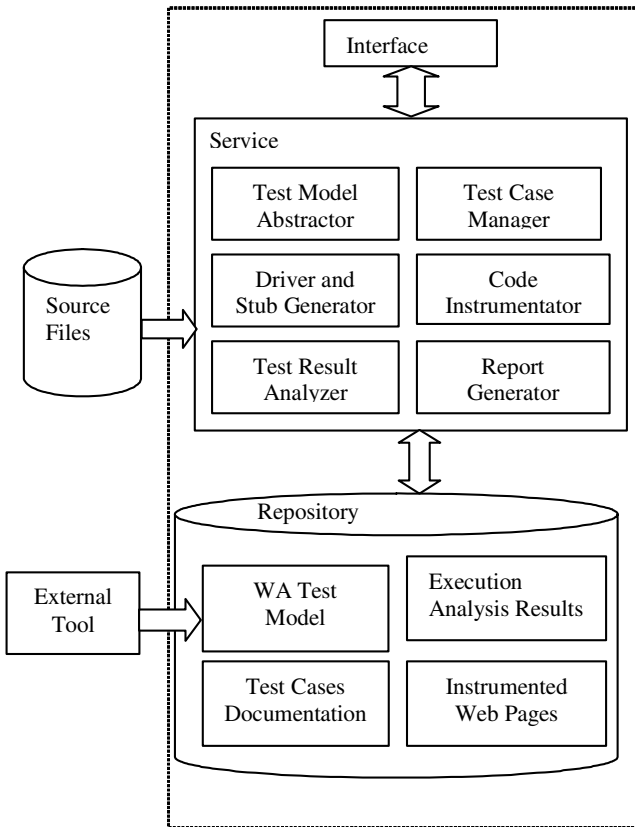 Interface
Service
Test Model
Abstractor
Test Case
Manager
Driver and
Stub Generator
Code
Instrumentator
Test Result
Analyzer
Report
Generator
Source
Files
Repository
External
Tool
WA Test
Model
Execution
Analysis Results
Test Cases
Documentation
Instrumented
Web Pages